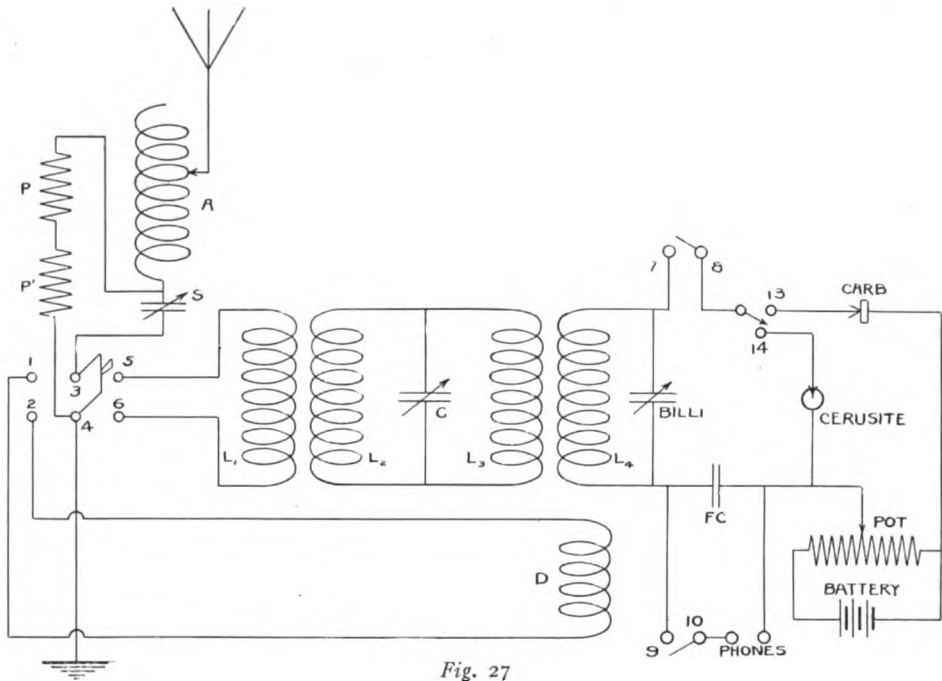 P
A
P'
S
1
3
5
2
4
6
L₁
L₂
C
L₃
L₄
7
8
13
14
CARB
BILLI
CERUSITE
FC
POT
BATTERY
D
9
10
PHONES
Fig. 27